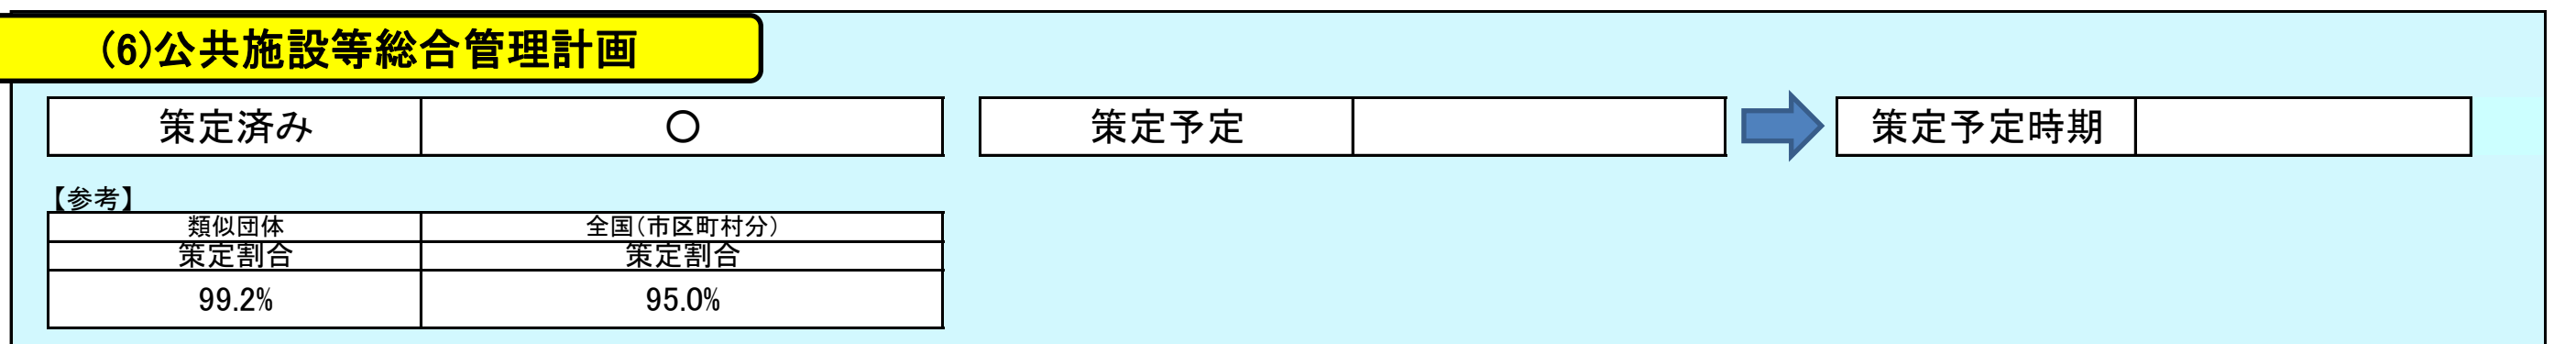 (6)公共施設等総合管理計画
策定済み ○ 策定予定 策定予定時期
【参考】
類似団体 全国(市区町村分)
策定割合 策定割合
99.2% 95.0%